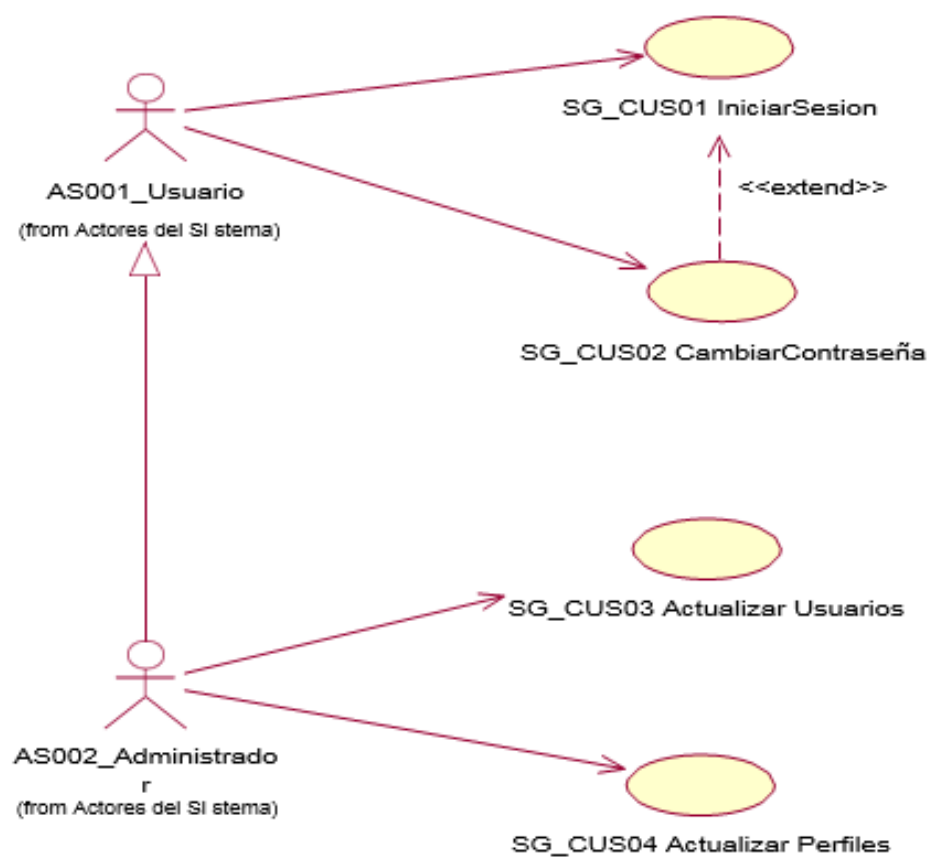 SG_CUS01 IniciarSesion
AS001_Usuario
(from Actores del SI stema)
<<extend>>
SG_CUS02 CambiarContraseña
SG_CUS03 Actualizar Usuarios
AS002_Administrado
r
(from Actores del SI stema)
SG_CUS04 Actualizar Perfiles